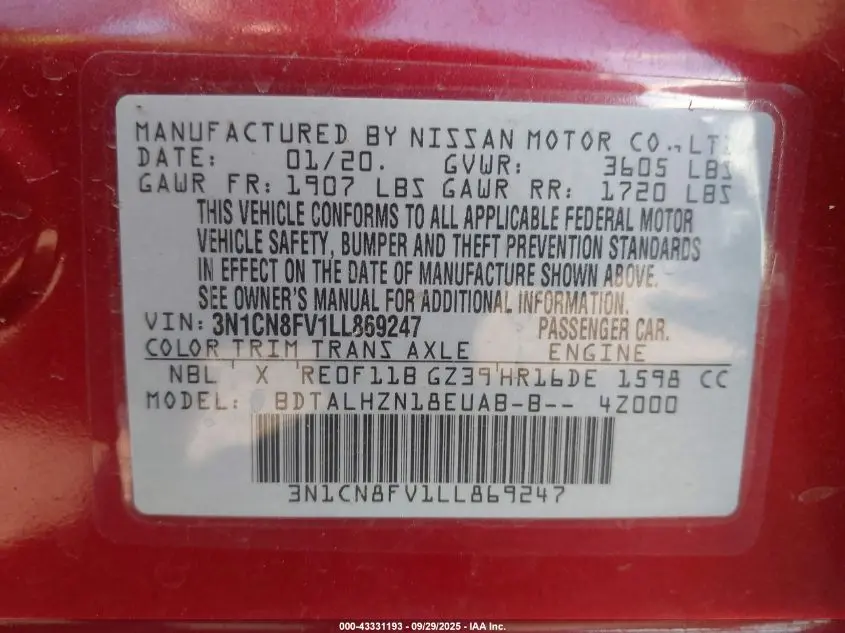 MANUFACTURED BY NISSAN MOTOR CO., LT
DATE: 01/20. GVWR: 3605 LBS
GAWR FR: 1907 LBS GAWR RR: 1720 LBS
THIS VEHICLE CONFORMS TO ALL APPLICABLE FEDERAL MOTOR
VEHICLE SAFETY, BUMPER AND THEFT PREVENTION STANDARDS
IN EFFECT ON THE DATE OF MANUFACTURE SHOWN ABOVE.
SEE OWNER'S MANUAL FOR ADDITIONAL INFORMATION.
VIN: 3N1CN8FV1LL869247 PASSENGER CAR.
COLOR TRIM TRANS AXLE ENGINE
NBL X RE0F11B GZ39 HR16DE 1598 CC
MODEL: BDTALHZN18EUAB-B-- 4Z000
3N1CN8FV1LL869247
000-43331193 - 09/29/2025 - IAA Inc.